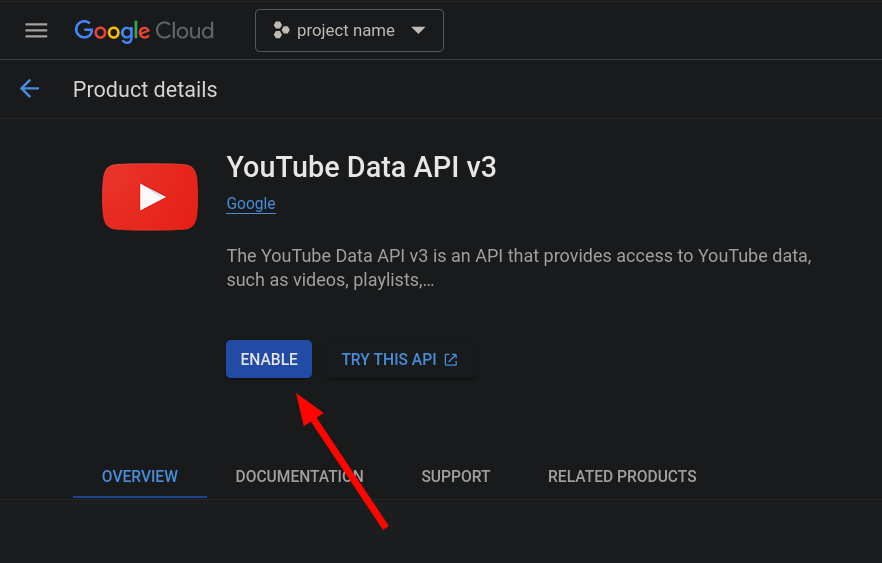 Google Cloud
project name
Product details
YouTube Data API v3
Google
The YouTube Data API v3 is an API that provides access to YouTube data,
such as videos, playlists,...
ENABLE
TRY THIS API
OVERVIEW
DOCUMENTATION
SUPPORT
RELATED PRODUCTS